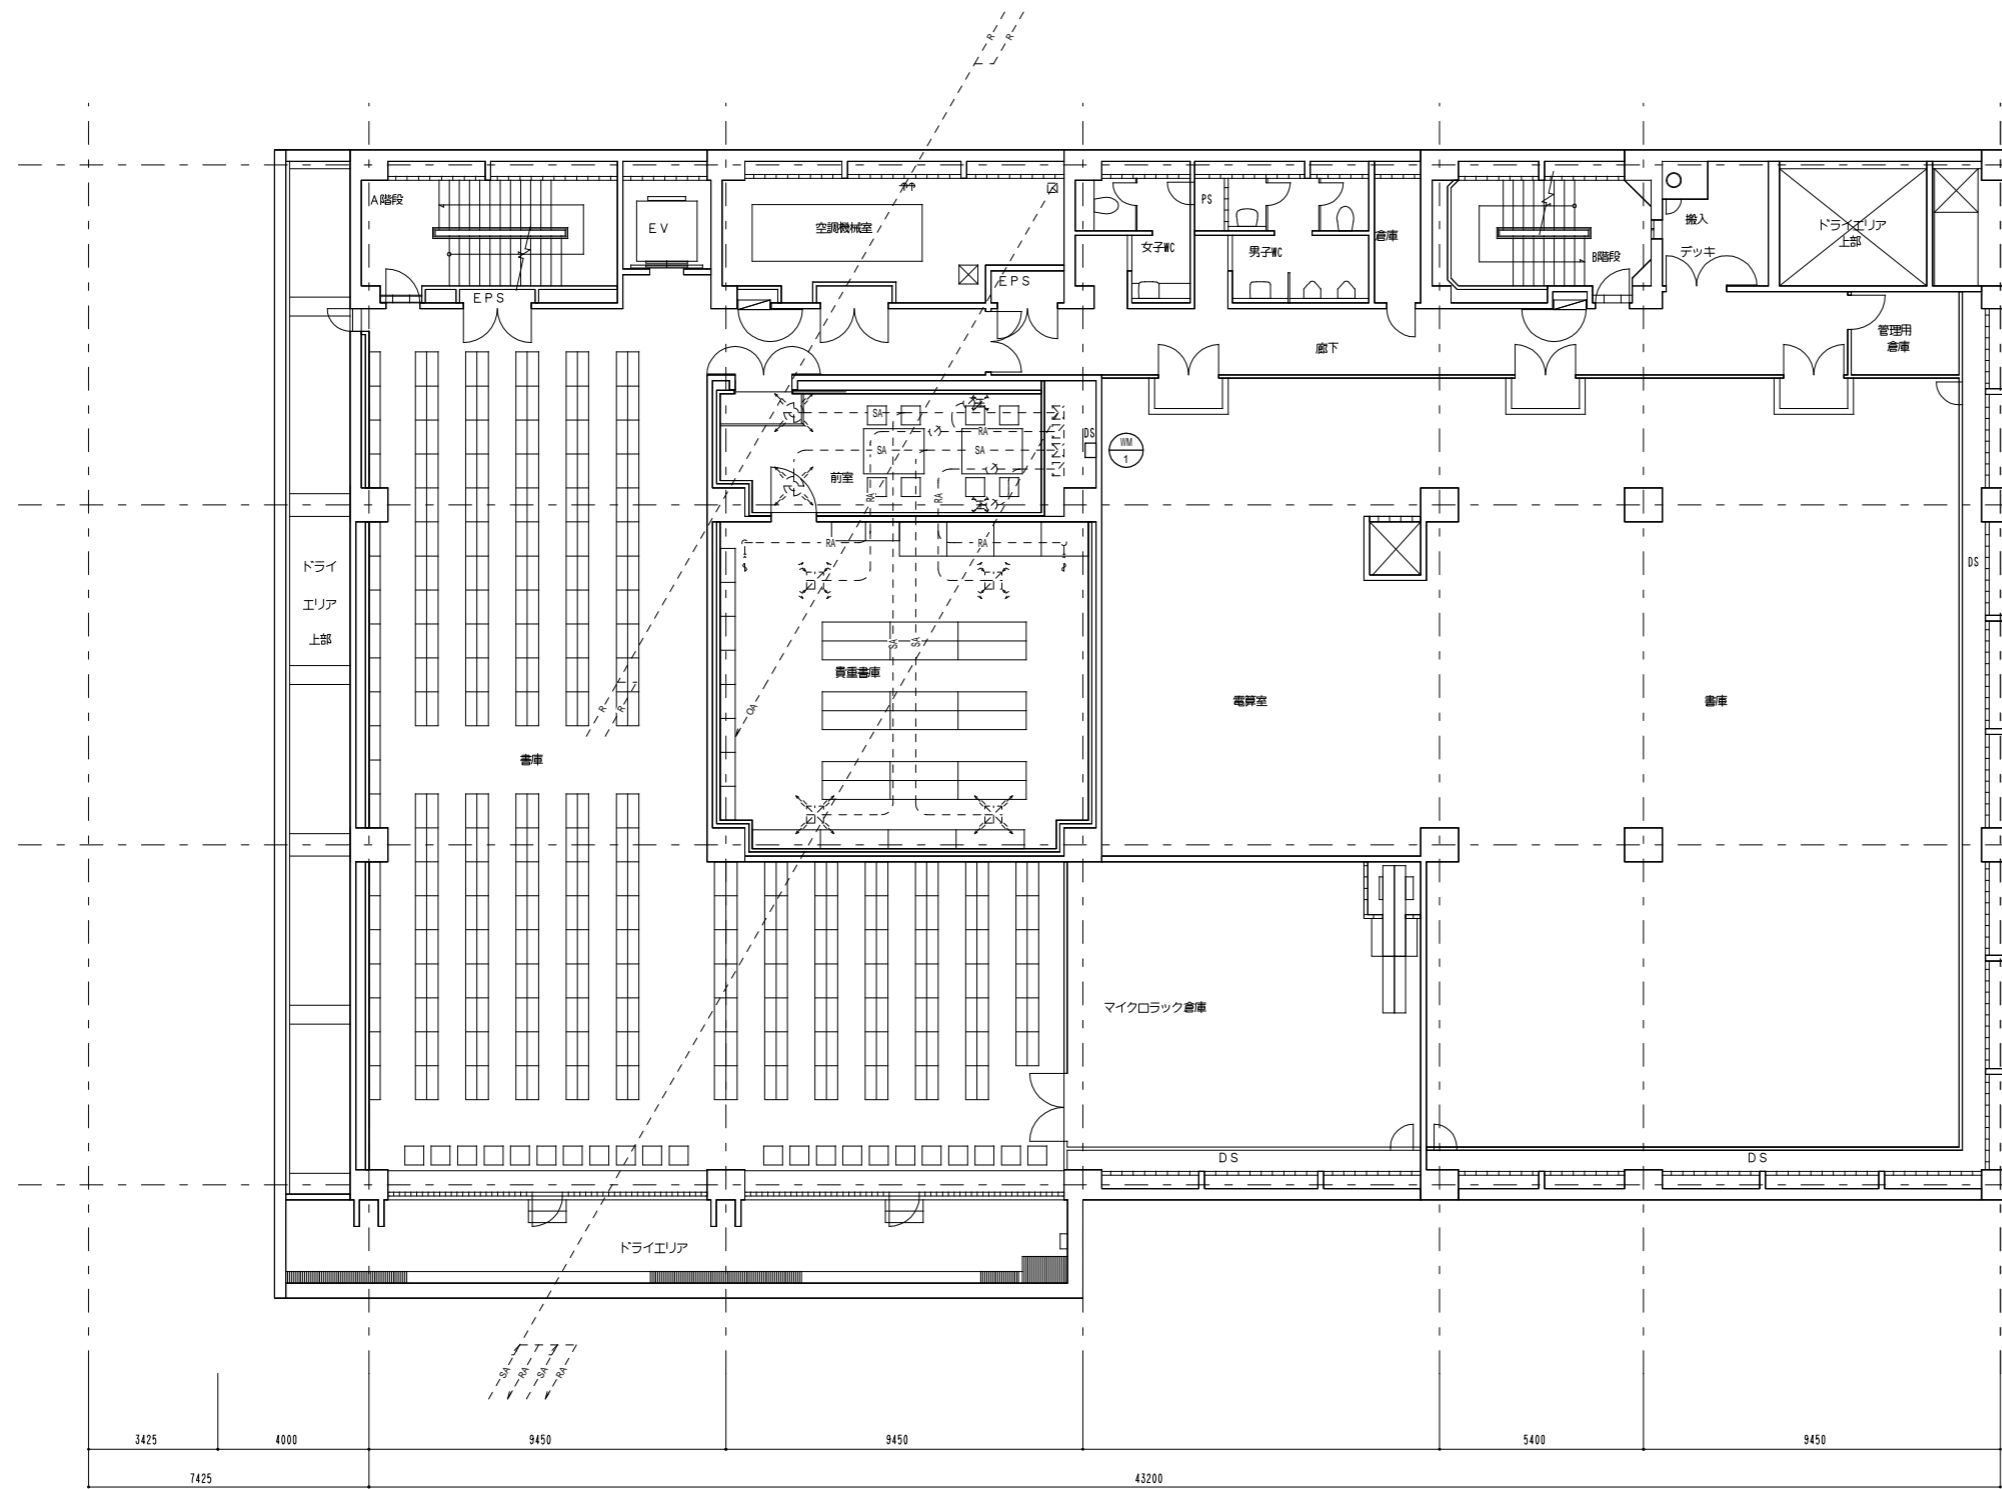 R
R
A階段
EV
空調機械室
PS
女子WC
男子WC
倉庫
B階段
搬入
デッキ
ドライエリア
上部
EPS
EPS
管理用
倉庫
廊下
SA
RA
SA
SA
DS
WM
1
前室
RA
RA
RA
RA
ドライ
エリア
上部
DS
SA
SA
貴重書庫
電算室
書庫
R
R
OA
書庫
マイクロラック倉庫
DS
DS
ドライエリア
SA
RA
SA
RA
3425
4000
9450
9450
5400
9450
7425
43200